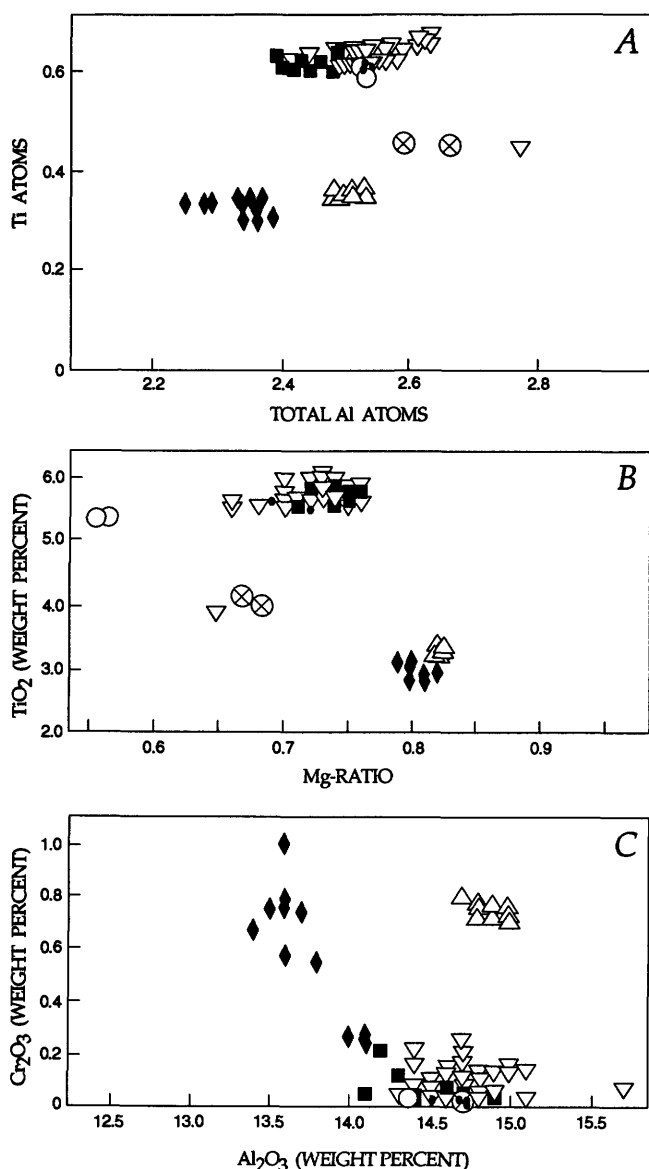 A
0.6
0.4
0.2
0
Ti ATOMS
2.2 2.4 2.6 2.8
TOTAL Al ATOMS
B
6.0
5.0
4.0
3.0
2.0
TiO2 (WEIGHT PERCENT)
0.6 0.7 0.8 0.9
Mg-RATIO
C
1.0
0.8
0.6
0.4
0.2
0
Cr2O3 (WEIGHT PERCENT)
12.5 13.0 13.5 14.0 14.5 15.0 15.5
Al2O3 (WEIGHT PERCENT)